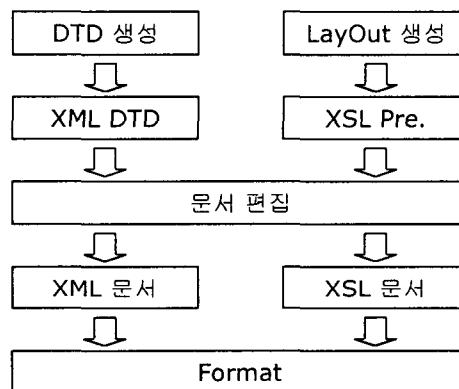 DTD 생성
LayOut 생성
XML DTD
XSL Pre.
문서 편집
XML 문서
XSL 문서
Format